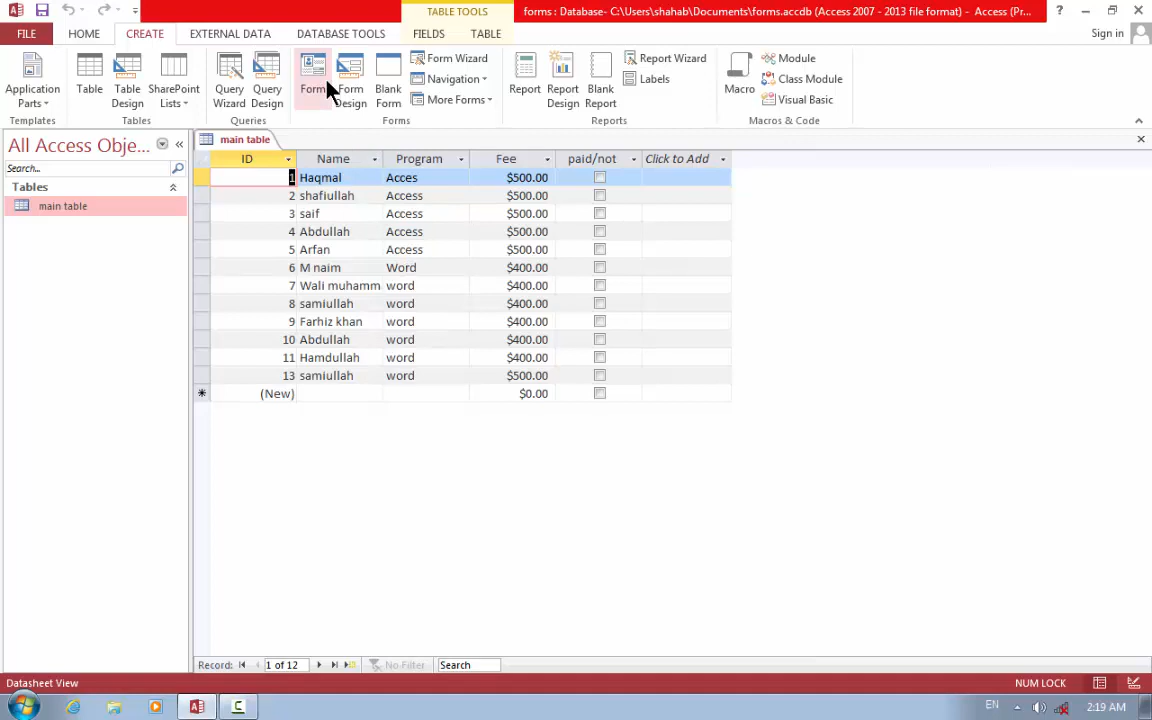 TABLE TOOLS
forms : Database- C:\Users\shahab\Documents\forms.accdb (Access 2007 - 2013 file format) - Access (Pr...
FILE HOME CREATE EXTERNAL DATA DATABASE TOOLS FIELDS TABLE Sign in
Application Parts
Templates
Table
Table Design
SharePoint Lists
Tables
Query Wizard
Query Design
Queries
Form
Form Design
Blank Form
Form Wizard
Navigation
More Forms
Forms
Report
Report Design
Blank Report
Report Wizard
Labels
Reports
Macro
Module
Class Module
Visual Basic
Macros & Code
All Access Obje...
Search...
Tables
main table
main table
ID Name Program Fee paid/not Click to Add
1 Haqmal Acces $500.00
2 shafiullah Access $500.00
3 saif Access $500.00
4 Abdullah Access $500.00
5 Arfan Access $500.00
6 M naim Word $400.00
7 Wali muhamm word $400.00
8 samiullah word $400.00
9 Farhiz khan word $400.00
10 Abdullah word $400.00
11 Hamdullah word $400.00
13 samiullah word $500.00
(New) $0.00
Record: 1 of 12 No Filter Search
Datasheet View NUM LOCK
EN 2:19 AM